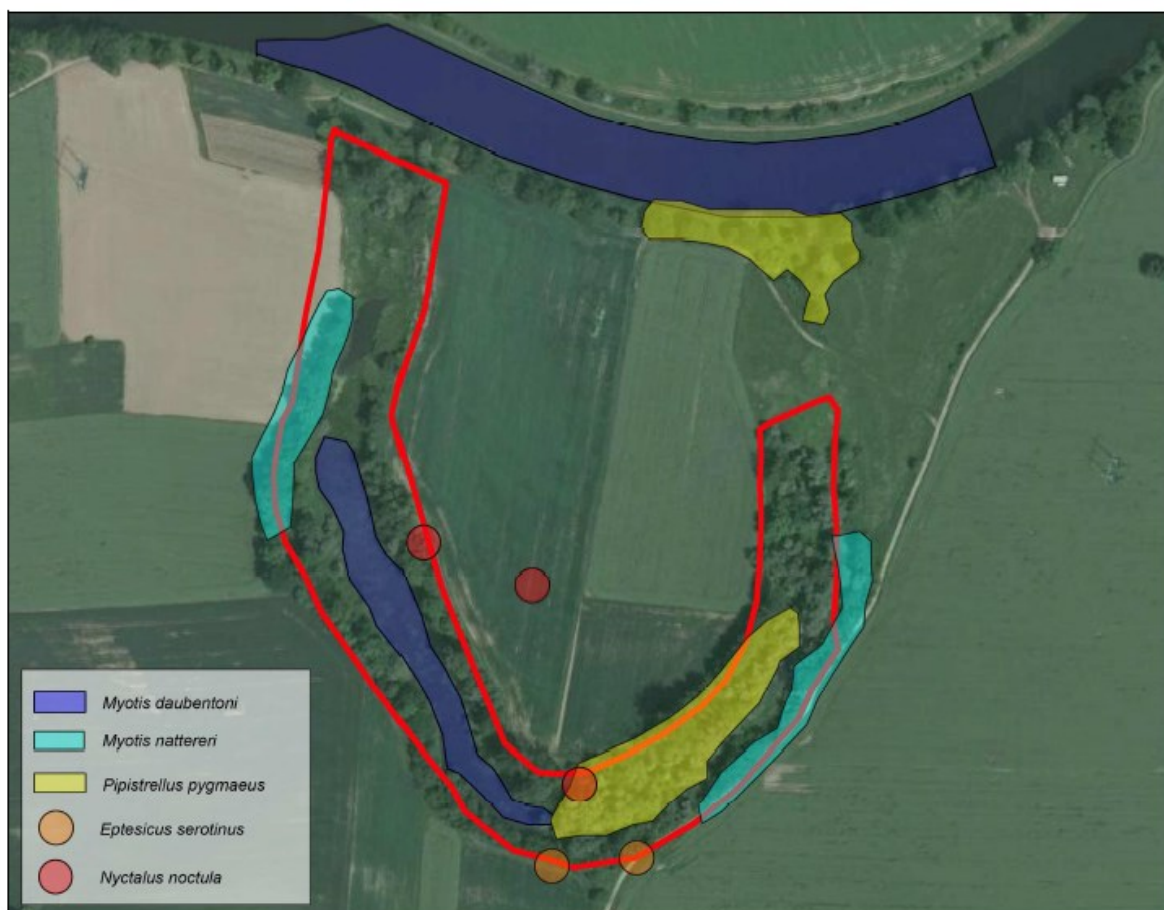 Myotis daubentoni
Myotis nattereri
Pipistrellus pygmaeus
Eptesicus serotinus
Nyctalus noctula